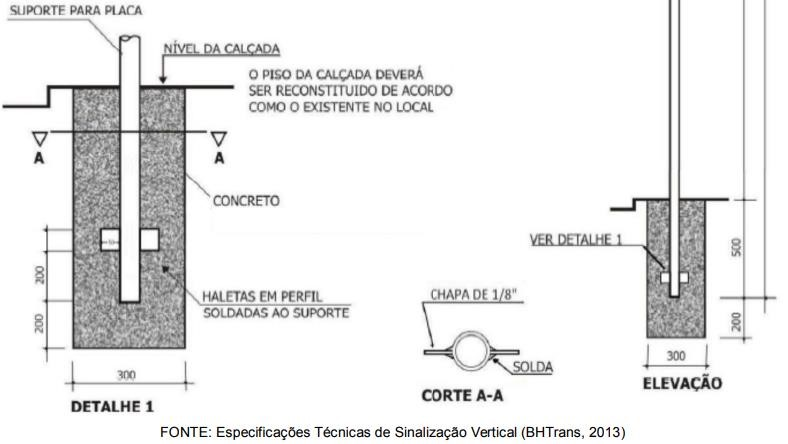 SUPORTE PARA PLACA
NÍVEL DA CALÇADA
O PISO DA CALÇADA DEVERÁ
SER RECONSTITUIDO DE ACORDO
COMO O EXISTENTE NO LOCAL
A
A
CONCRETO
200
200
HALETAS EM PERFIL
SOLDADAS AO SUPORTE
300
DETALHE 1
CHAPA DE 1/8"
SOLDA
CORTE A-A
VER DETALHE 1
500
200
300
ELEVAÇÃO
FONTE: Especificações Técnicas de Sinalização Vertical (BHTrans, 2013)